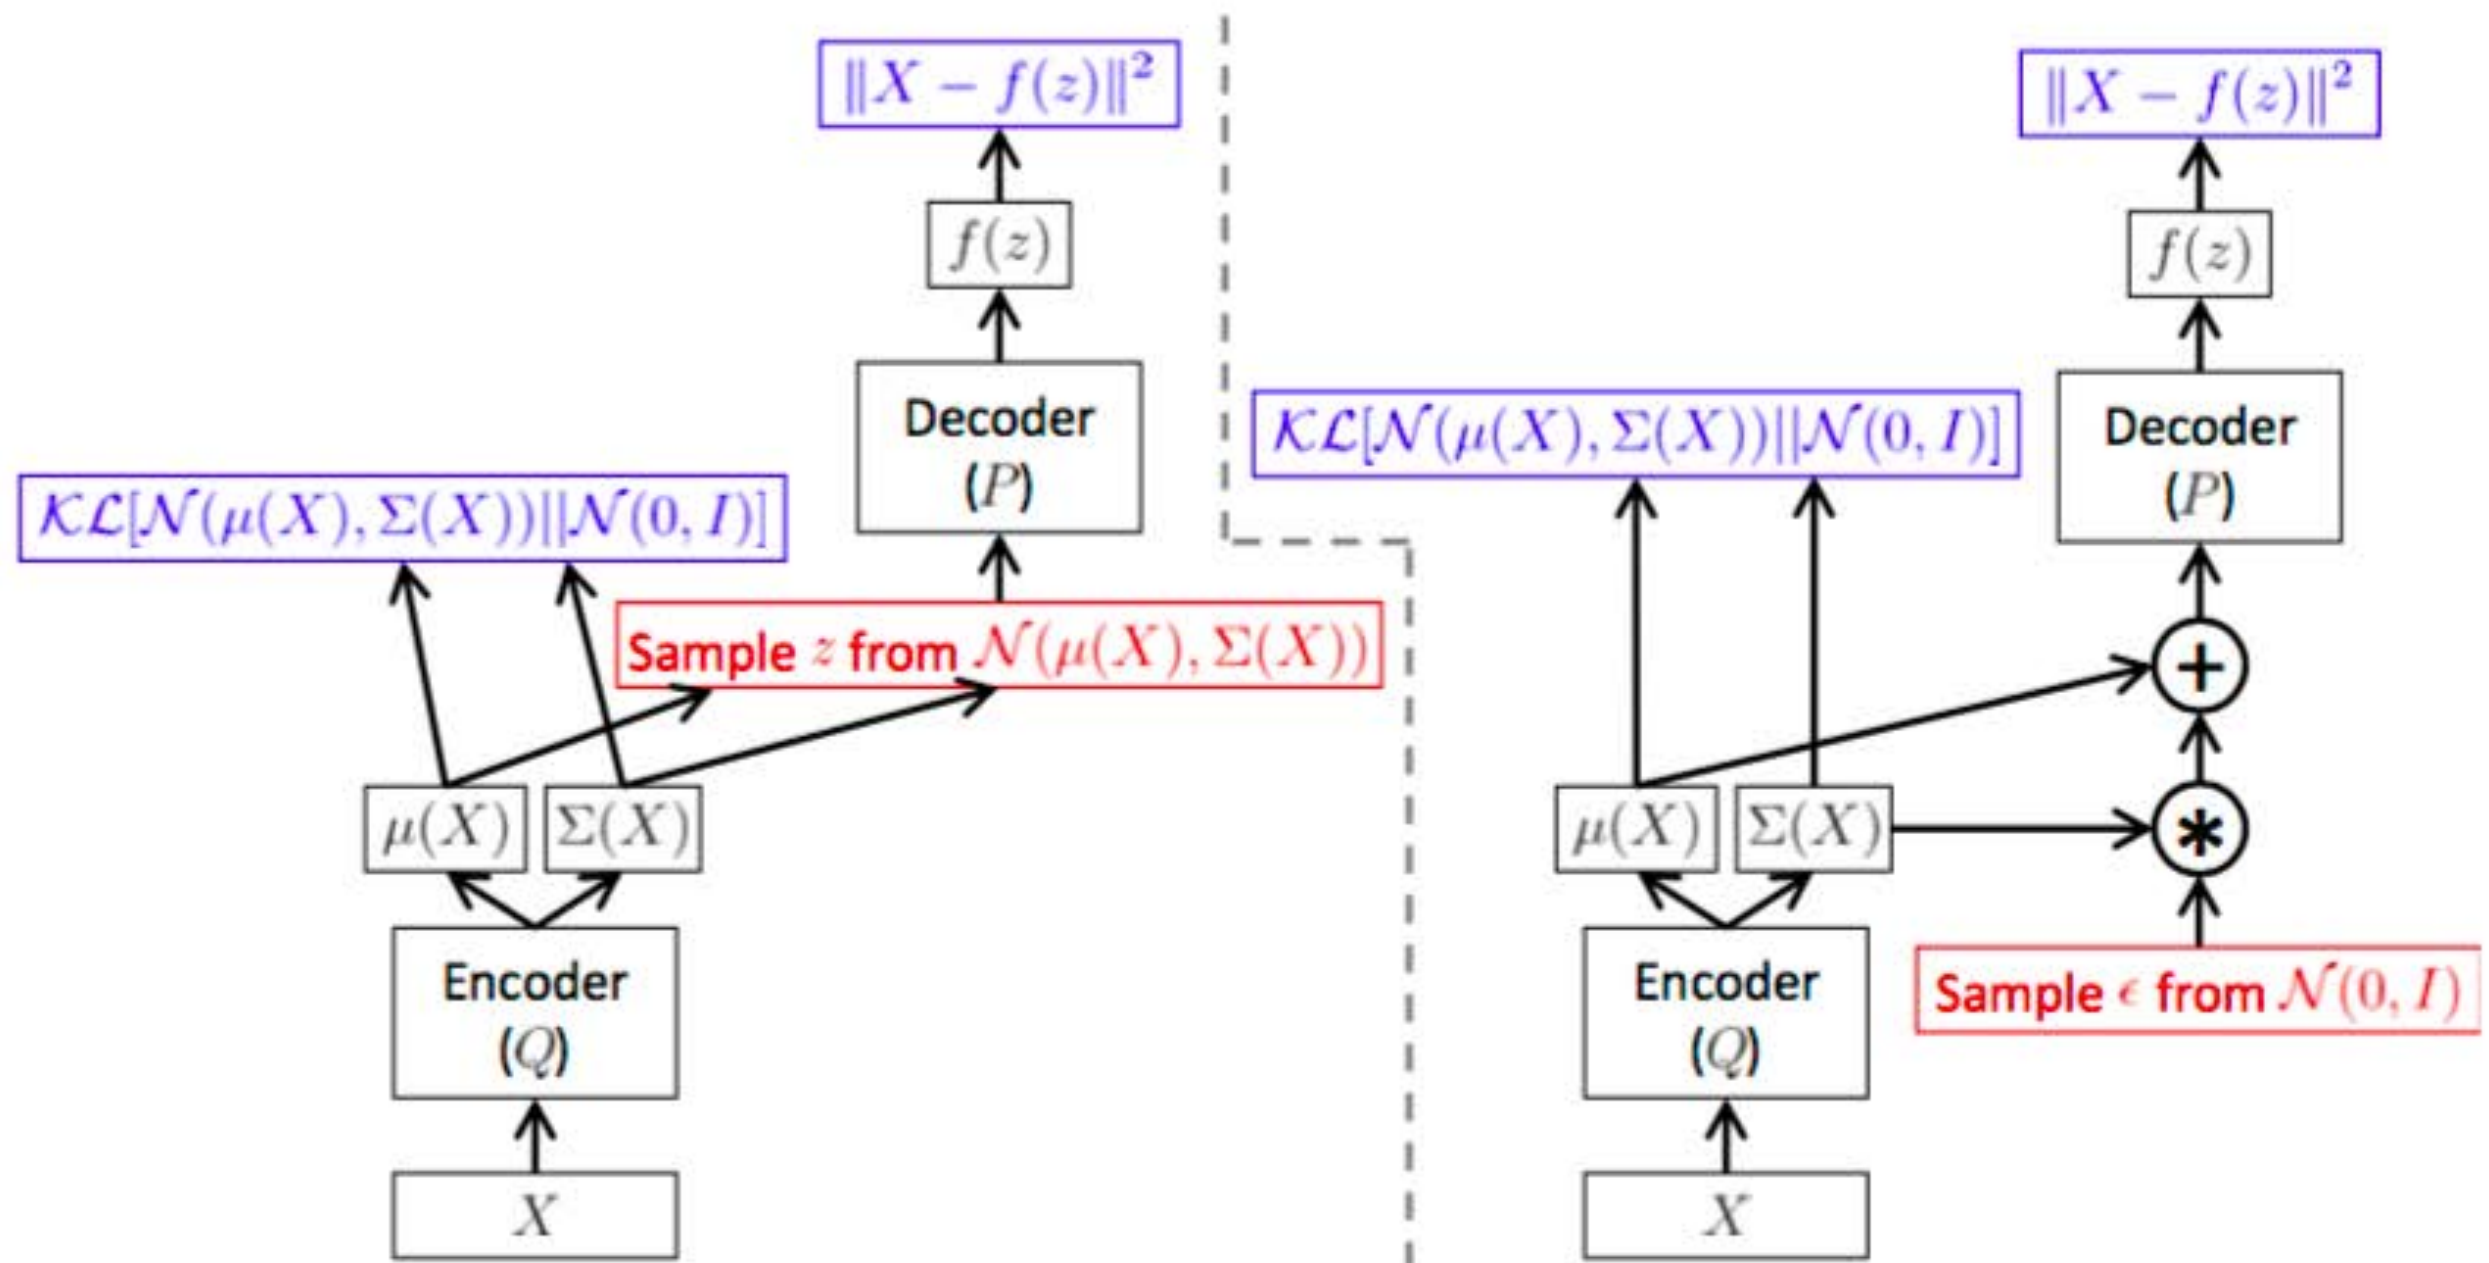 ‖X − f(z)‖²
f(z)
Decoder
(P)
𝒦ℒ[𝒩(μ(X), Σ(X))||𝒩(0, I)]
Sample z from 𝒩(μ(X), Σ(X))
μ(X)
Σ(X)
Encoder
(Q)
X
‖X − f(z)‖²
f(z)
Decoder
(P)
𝒦ℒ[𝒩(μ(X), Σ(X))||𝒩(0, I)]
+
μ(X)
Σ(X)
*
Encoder
(Q)
Sample ϵ from 𝒩(0, I)
X